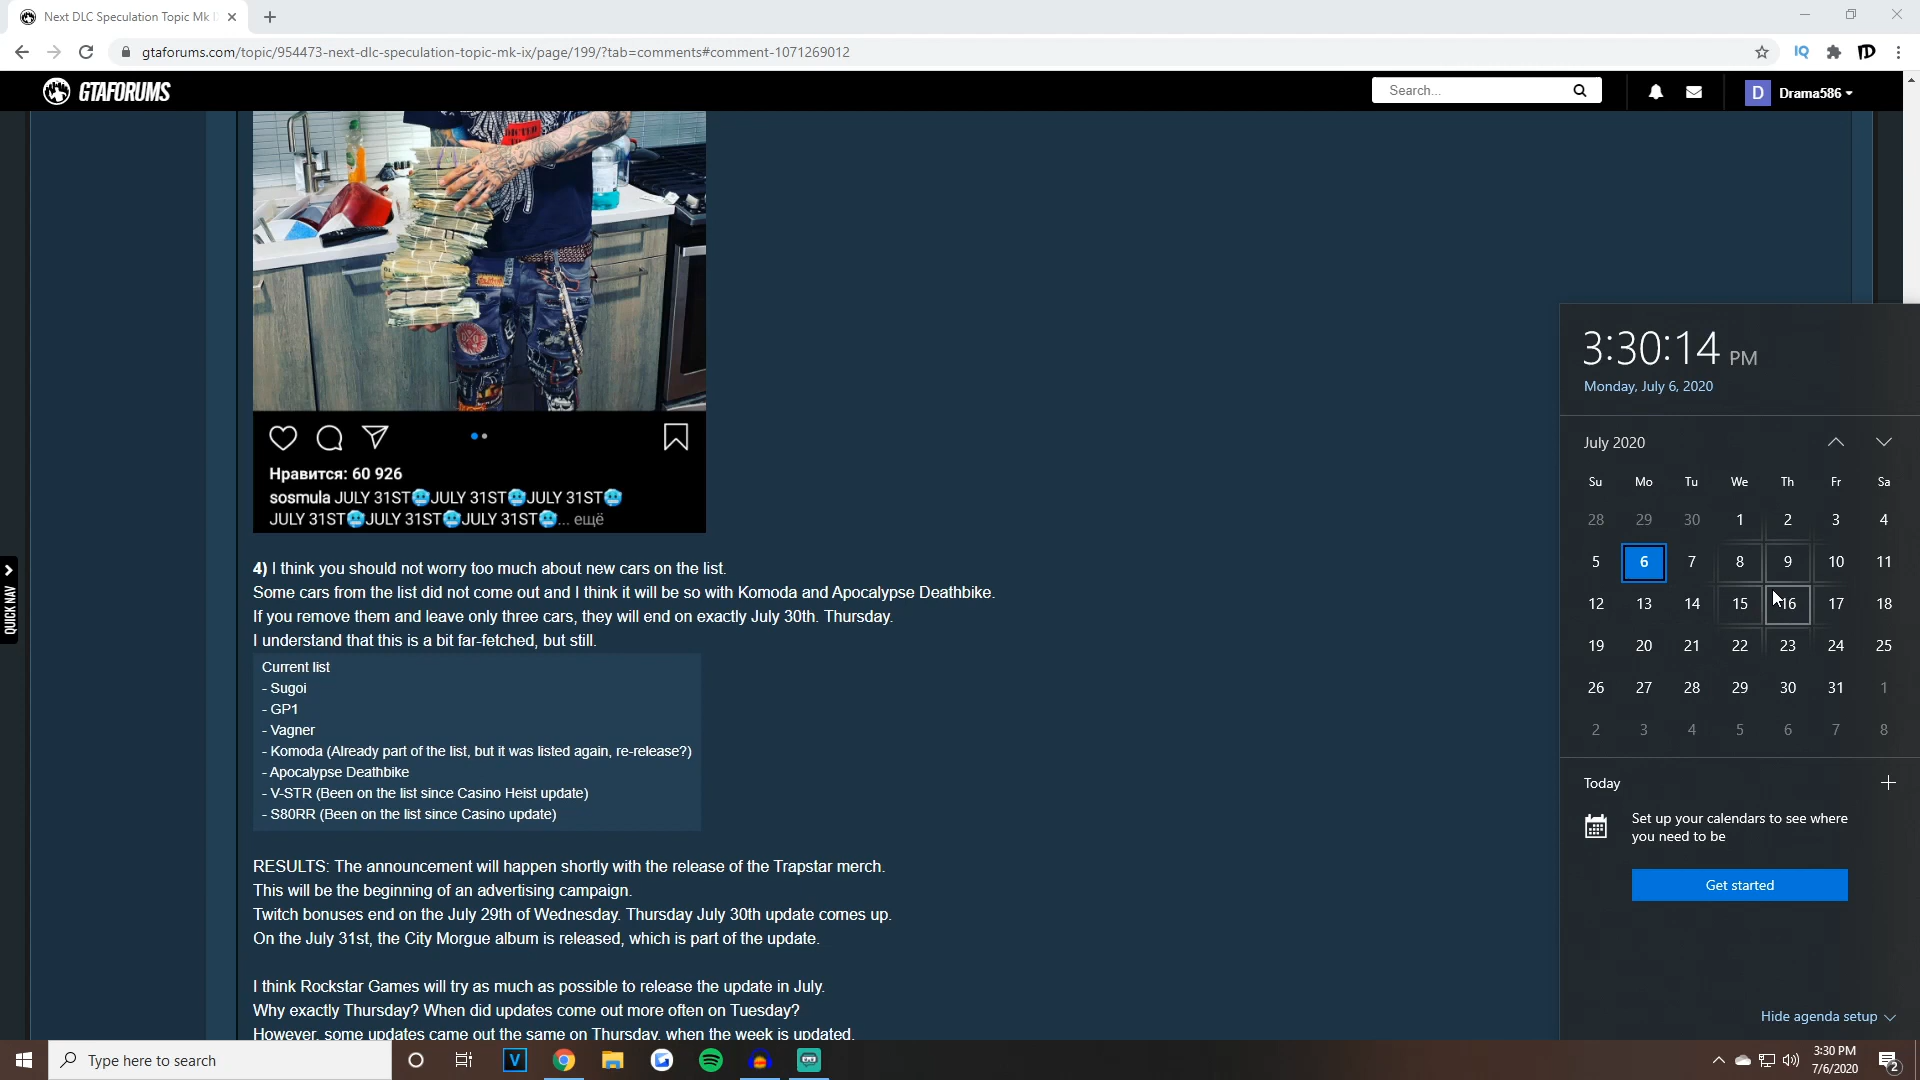 Next DLC Speculation Topic Mk I
gtaforums.com/topic/954473-next-dlc-speculation-topic-mk-ix/page/199/?tab=comments#comment-1071269012
IQ
GTAFORUMS
Search...
D
Drama586
QUICK NAV
Нравится: 60 926
sosmula JULY 31ST🥶JULY 31ST🥶JULY 31ST🥶
JULY 31ST🥶JULY 31ST🥶JULY 31ST🥶... ещё
4) I think you should not worry too much about new cars on the list.
Some cars from the list did not come out and I think it will be so with Komoda and Apocalypse Deathbike.
If you remove them and leave only three cars, they will end on exactly July 30th. Thursday.
I understand that this is a bit far-fetched, but still.
Current list
- Sugoi
- GP1
- Vagner
- Komoda (Already part of the list, but it was listed again, re-release?)
- Apocalypse Deathbike
- V-STR (Been on the list since Casino Heist update)
- S80RR (Been on the list since Casino update)
RESULTS: The announcement will happen shortly with the release of the Trapstar merch.
This will be the beginning of an advertising campaign.
Twitch bonuses end on the July 29th of Wednesday. Thursday July 30th update comes up.
On the July 31st, the City Morgue album is released, which is part of the update.
I think Rockstar Games will try as much as possible to release the update in July.
Why exactly Thursday? When did updates come out more often on Tuesday?
However, some updates came out the same on Thursday, when the week is updated.
3:30:14 PM
Monday, July 6, 2020
July 2020
Su Mo Tu We Th Fr Sa
28 29 30 1 2 3 4
5 6 7 8 9 10 11
12 13 14 15 16 17 18
19 20 21 22 23 24 25
26 27 28 29 30 31 1
2 3 4 5 6 7 8
Today
Set up your calendars to see where
you need to be
Get started
Hide agenda setup
Type here to search
V
3:30 PM
7/6/2020
2